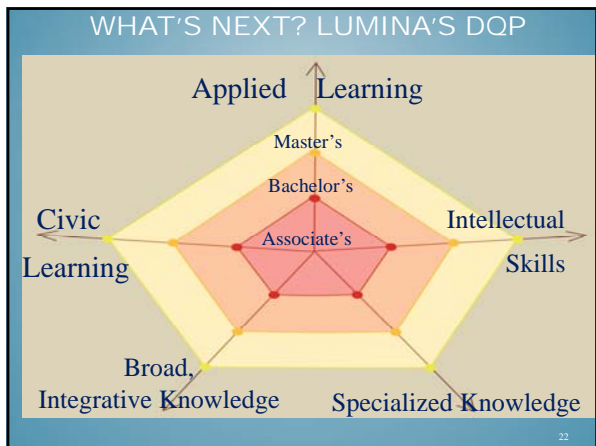 WHAT'S NEXT? LUMINA'S DQP
Applied Learning
Master's
Bachelor's
Associate's
Civic
Learning
Intellectual
Skills
Broad,
Integrative Knowledge
Specialized Knowledge
22